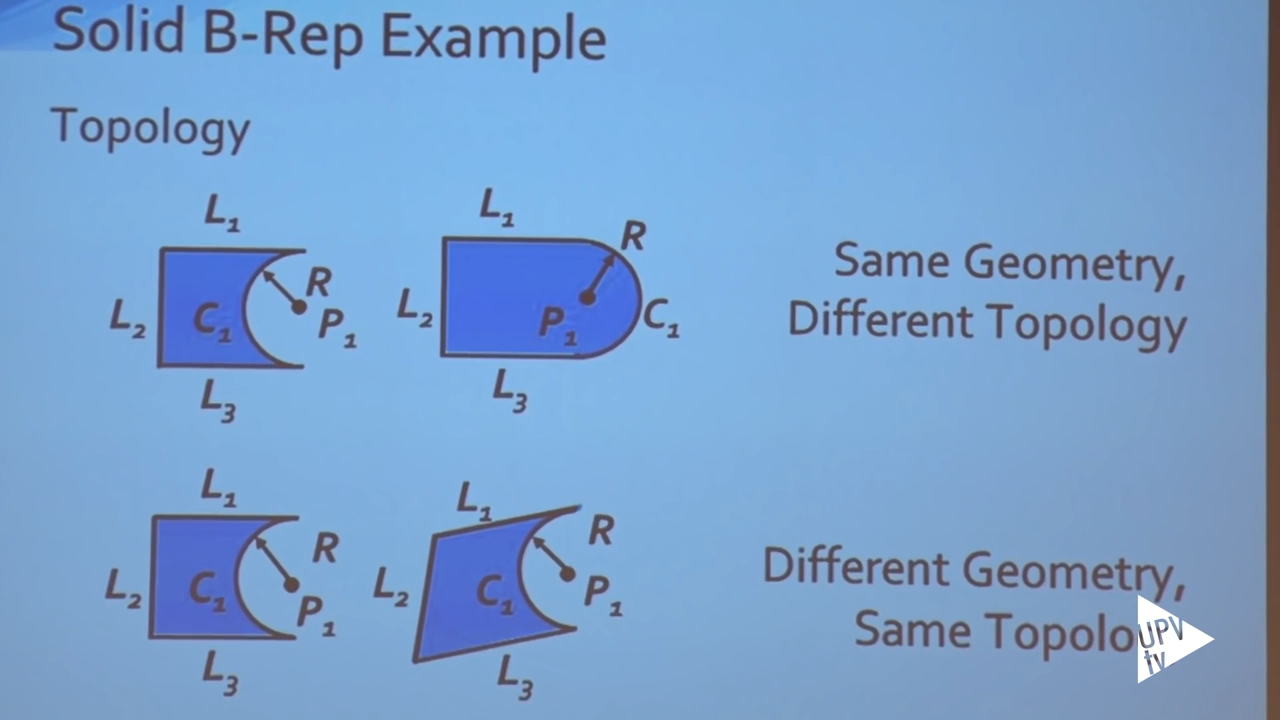 Solid B-Rep Example
Topology
L₁
L₂
C₁
R
P₁
L₃
L₁
L₂
R
P₁
C₁
L₃
Same Geometry,
Different Topology
L₁
L₂
C₁
R
P₁
L₃
L₁
L₂
C₁
R
P₁
L₃
Different Geometry,
Same Topolo
UPV
tv